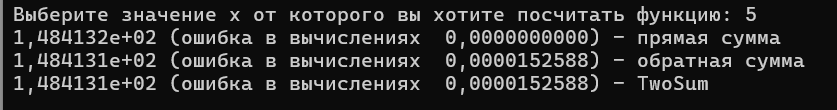 Выберите значение x от которого вы хотите посчитать функцию: 5
1,484132e+02 (ошибка в вычислениях  0,0000000000) – прямая сумма
1,484131e+02 (ошибка в вычислениях  0,0000152588) – обратная сумма
1,484131e+02 (ошибка в вычислениях  0,0000152588) – TwoSum